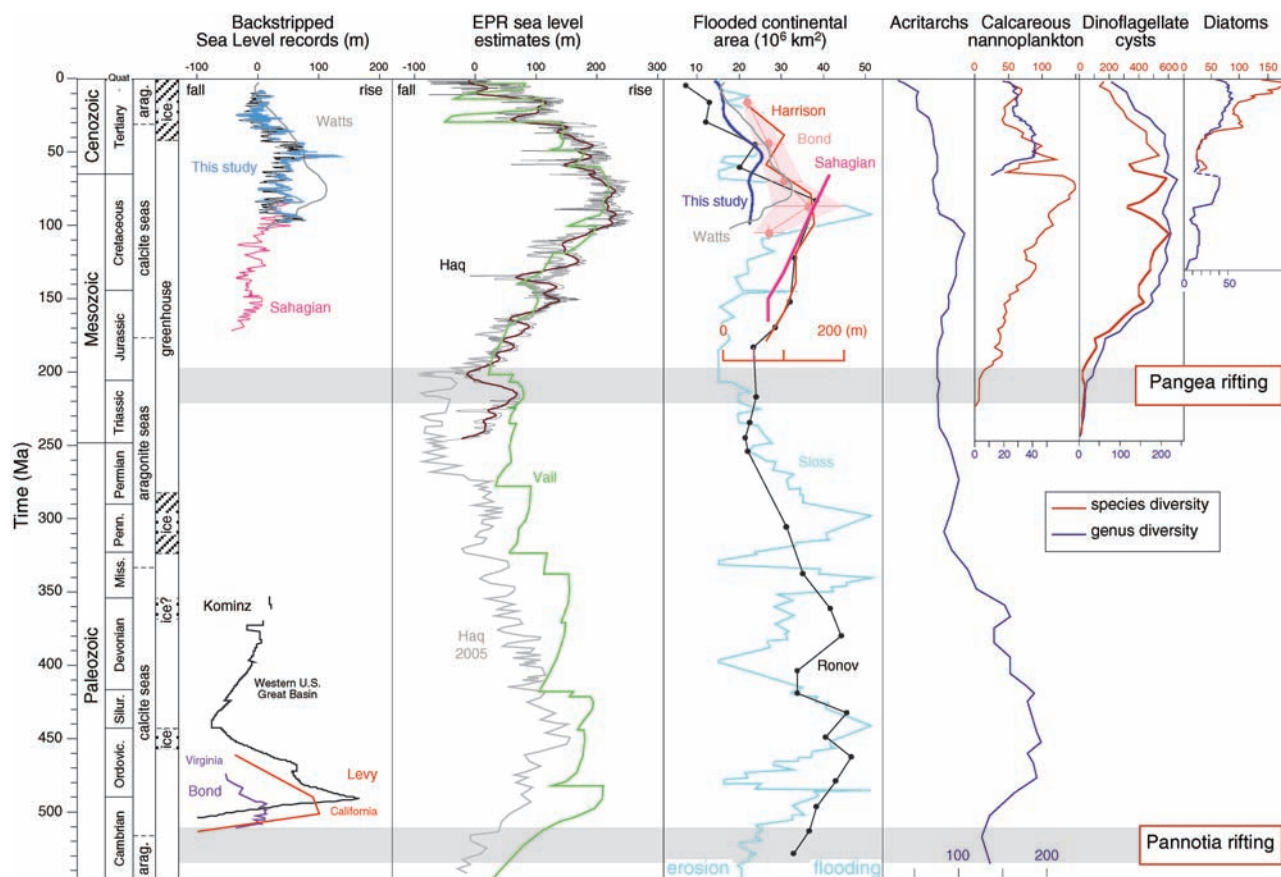 Backstripped
Sea Level records (m)
EPR sea level
estimates (m)
Flooded continental
area (10⁶ km²)
Acritarchs
Calcareous
nannoplankton
Dinoflagellate
cysts
Diatoms
Quat
-100 0 100 200
0 100 200 300
10 20 30 40 50
0 50 100
0 200 400 600
0 50 100 150
fall rise
fall rise
Time (Ma)
0
50
100
150
200
250
300
350
400
450
500
Cenozoic
Mesozoic
Paleozoic
Tertiary
Cretaceous
Jurassic
Triassic
Permian
Penn.
Miss.
Devonian
Silur.
Ordovic.
Cambrian
arag.
calcite seas
aragonite seas
calcite seas
arag.
ice
greenhouse
ice
ice?
ice
Watts
This study
Sahagian
Kominz
Western U.S.
Great Basin
Virginia
Levy
Bond
California
Haq
Vail
Haq
2005
Harrison
Bond
Sahagian
This study
Watts
0 200 (m)
Sloss
Ronov
erosion flooding
100 200
0 20 40
0 100 200
0 50
Pangea rifting
species diversity
genus diversity
Pannotia rifting